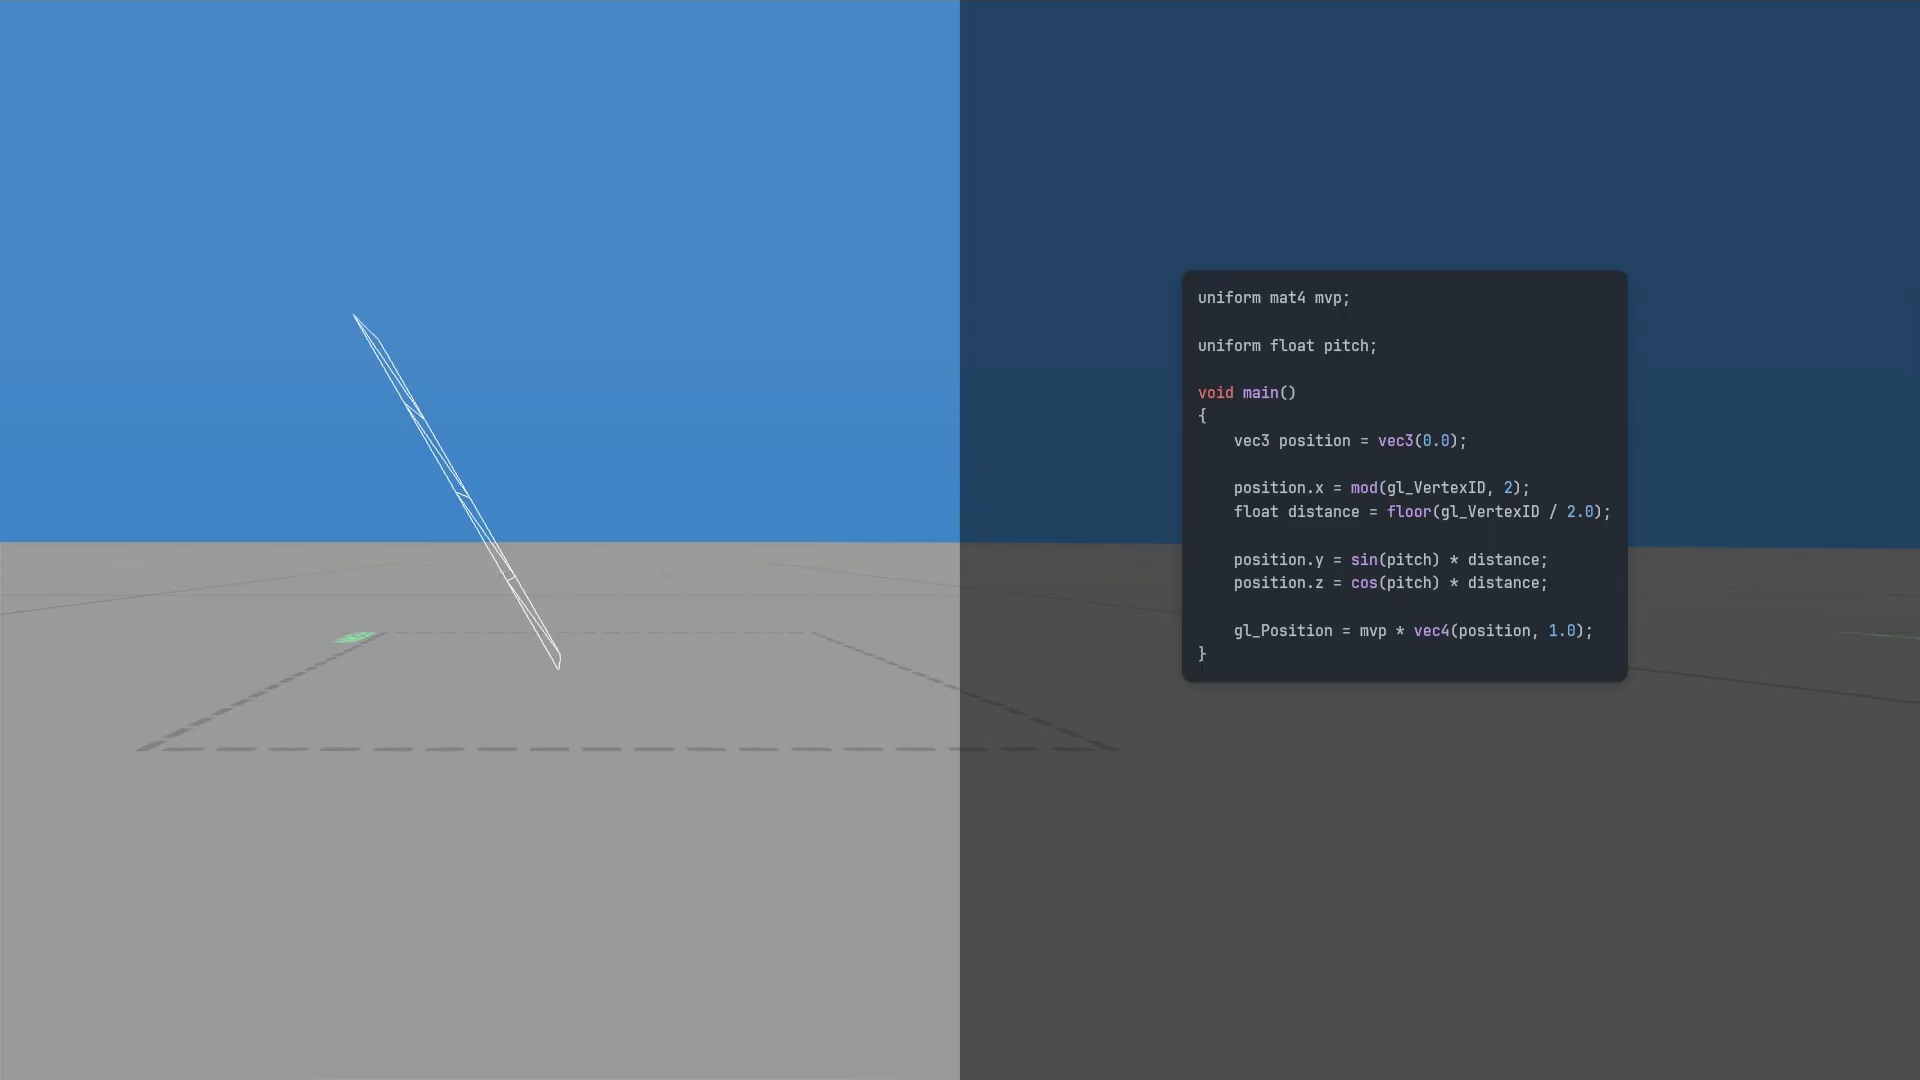 uniform mat4 mvp;
uniform float pitch;
void main()
{
vec3 position = vec3(0.0);
position.x = mod(gl_VertexID, 2);
float distance = floor(gl_VertexID / 2.0);
position.y = sin(pitch) * distance;
position.z = cos(pitch) * distance;
gl_Position = mvp * vec4(position, 1.0);
}